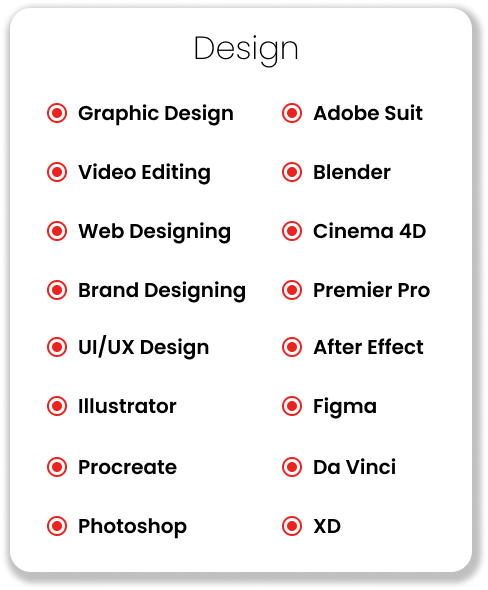 Design
Graphic Design
Video Editing
Web Designing
Brand Designing
UI/UX Design
Illustrator
Procreate
Photoshop
Adobe Suit
Blender
Cinema 4D
Premier Pro
After Effect
Figma
Da Vinci
XD